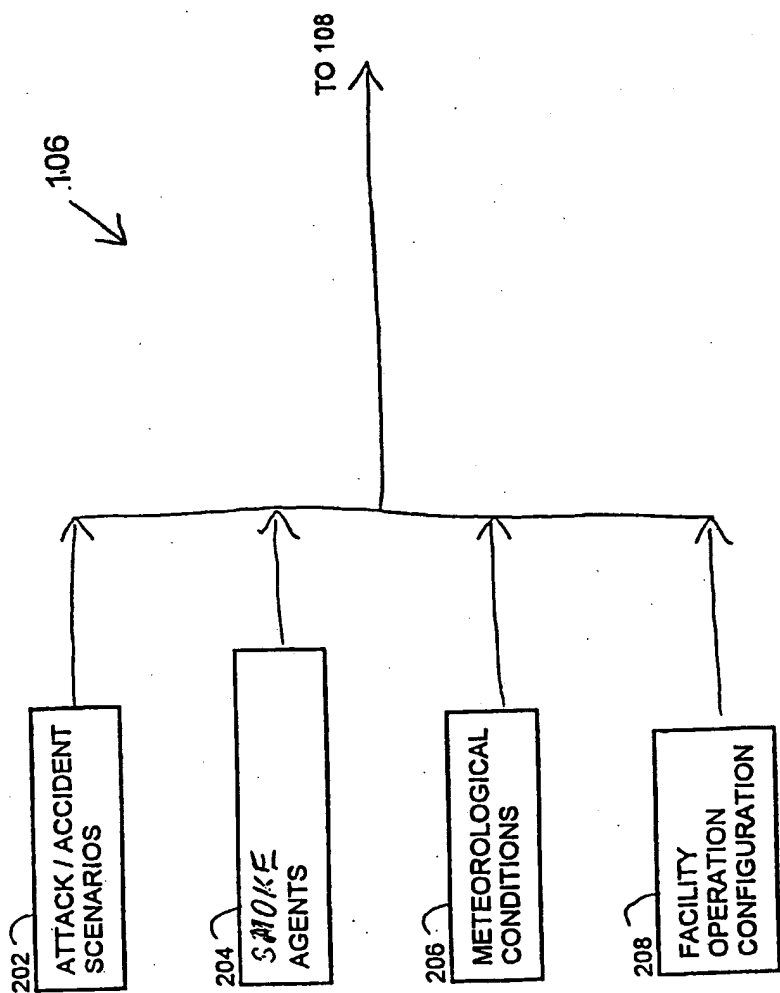 106
TO 108
202
ATTACK / ACCIDENT
SCENARIOS
204
SMOKE
AGENTS
206
METEOROLOGICAL
CONDITIONS
208
FACILITY
OPERATION
CONFIGURATION